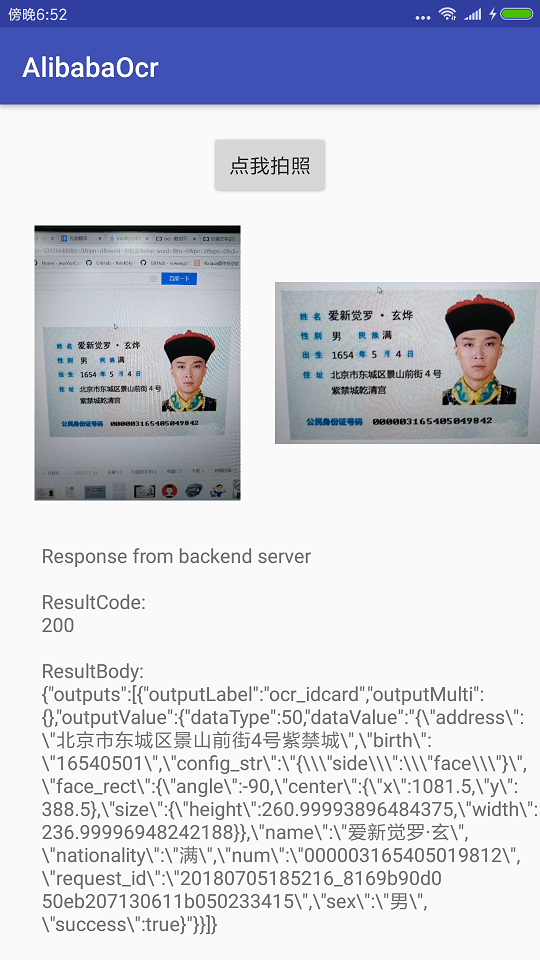 傍晚6:52
AlibabaOcr
点我拍照
百度一下
姓名 爱新觉罗·玄烨
性别 男 民族 满
出生 1654 年 5 月 4 日
住址 北京市东城区景山前街4号
紫禁城乾清宫
公民身份证号码 000003165405049842
姓名 爱新觉罗·玄烨
性别 男 民族 满
出生 1654 年 5 月 4 日
住址 北京市东城区景山前街4号
紫禁城乾清宫
公民身份证号码 000003165405049842
Response from backend server
ResultCode:
200
ResultBody:
{"outputs":[{"outputLabel":"ocr_idcard","outputMulti":
{},"outputValue":{"dataType":50,"dataValue":"{\"address\":
\"北京市东城区景山前街4号紫禁城\",\"birth\":
\"16540501\",\"config_str\":\"{\\\"side\\\":\\\"face\\\"}\",
\"face_rect\":{\"angle\":-90,\"center\":{\"x\":1081.5,\"y\":
388.5},\"size\":{\"height\":260.99993896484375,\"width\":
236.99996948242188}},\"name\":\"爱新觉罗·玄\",
\"nationality\":\"满\",\"num\":\"000003165405019812\",
\"request_id\":\"20180705185216_8169b90d0
50eb207130611b050233415\",\"sex\":\"男\",
\"success\":true}"}}]}